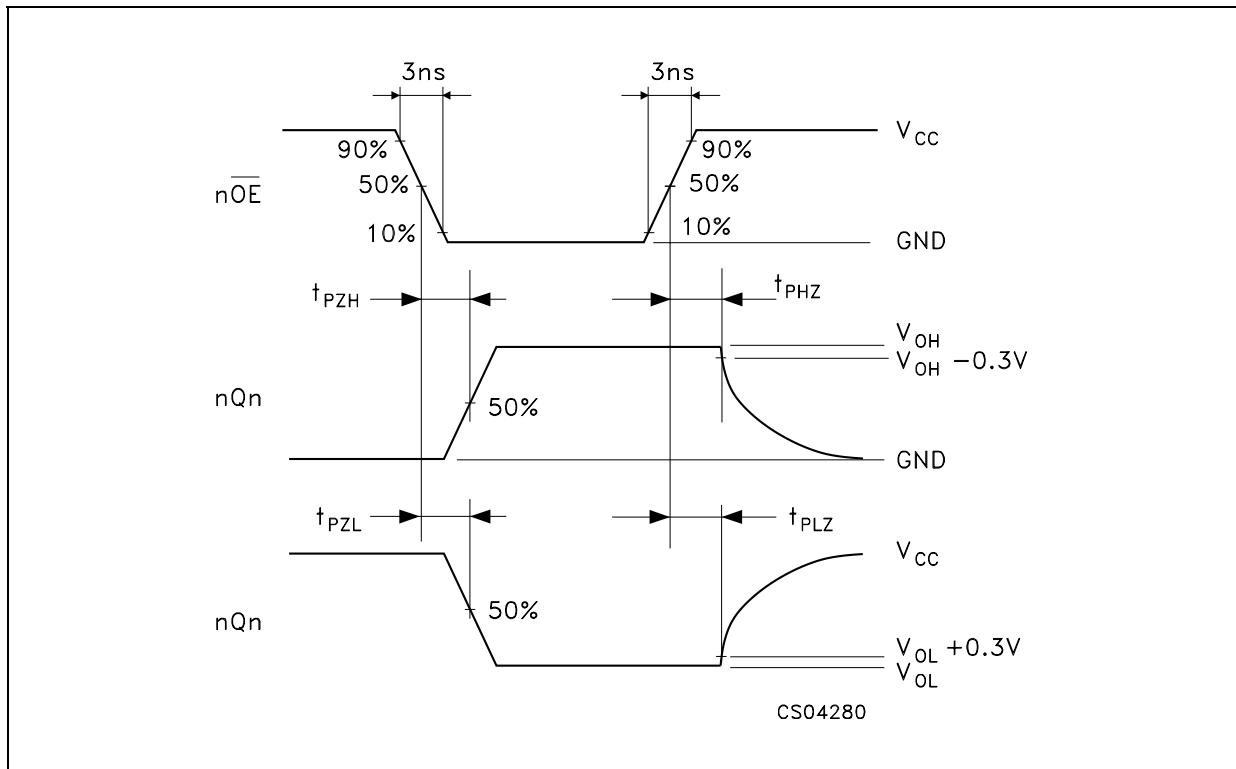 3ns 3ns
V_CC
90% 90%
50% 50%
nO̅E̅
10% 10%
GND
t_PZH t_PHZ
V_OH
V_OH −0.3V
nQn
50%
GND
t_PZL t_PLZ
V_CC
50%
nQn
V_OL +0.3V
V_OL
CS04280